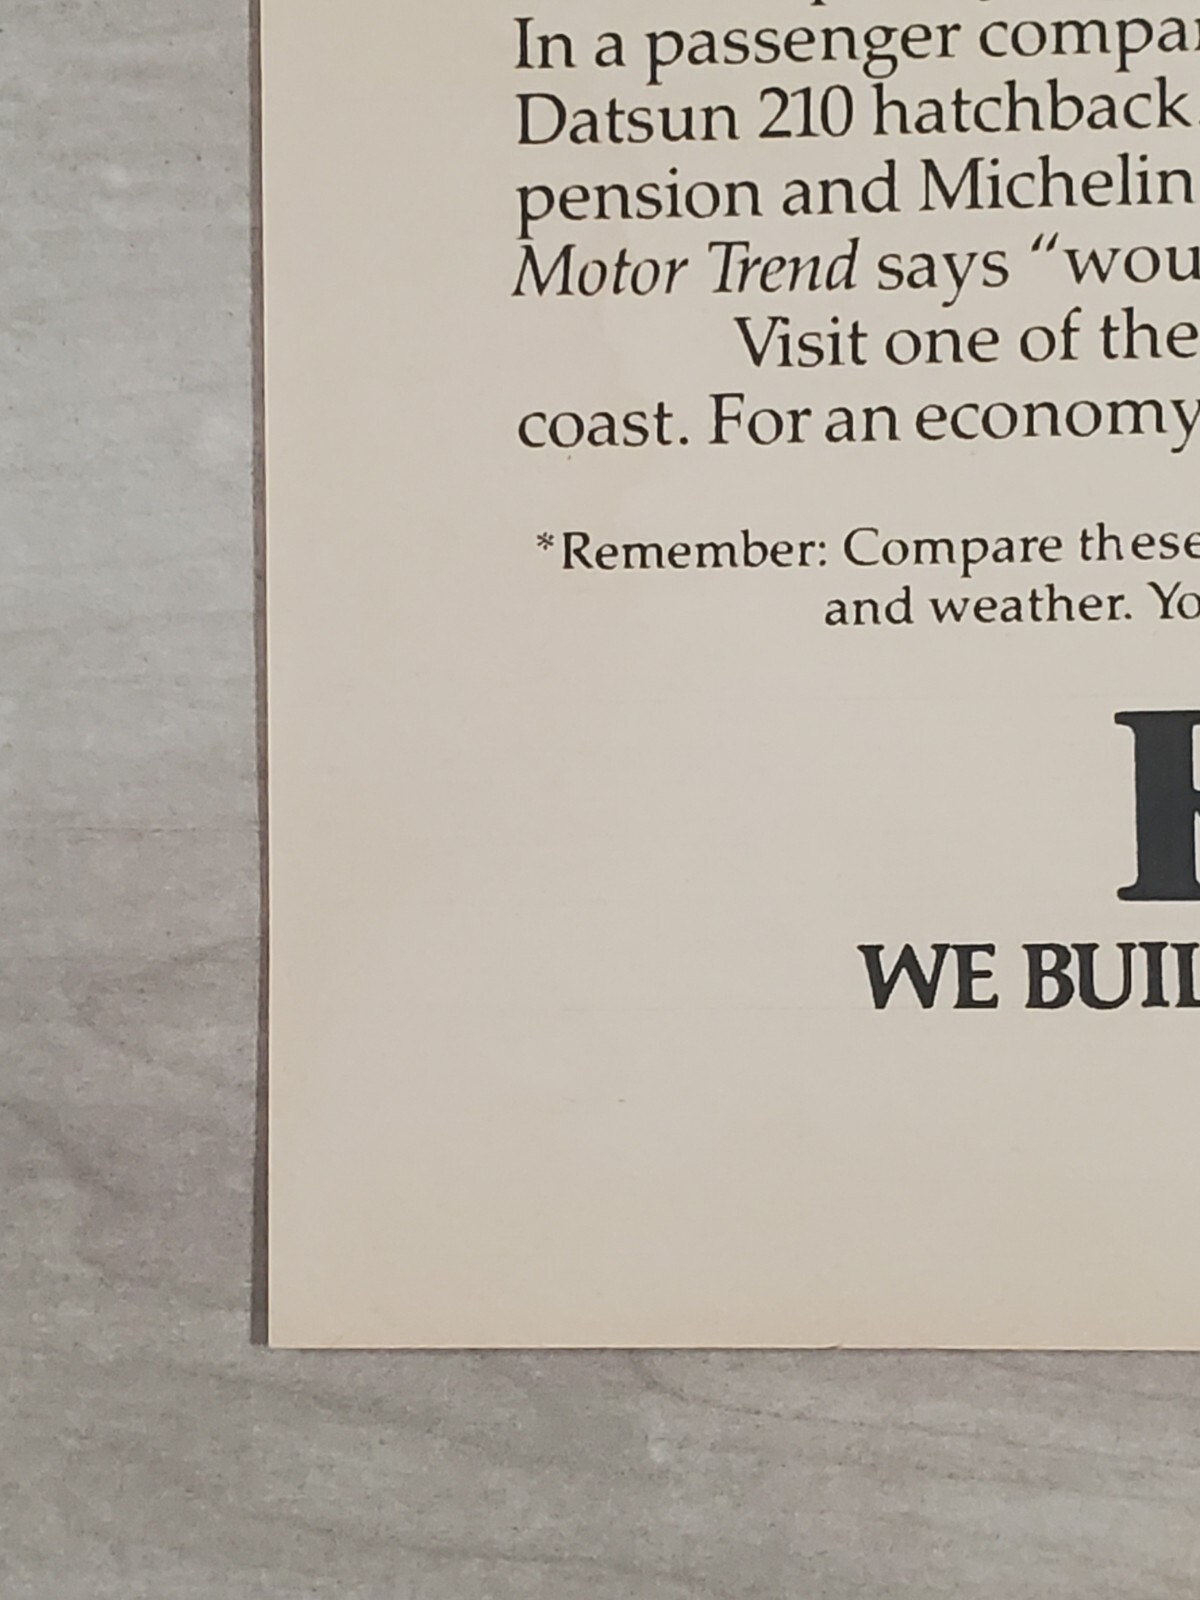 In a passenger compar
Datsun 210 hatchback.
pension and Michelin
Motor Trend says “wou
Visit one of the
coast. For an economy
*Remember: Compare these
and weather. Yo
WE BUIL